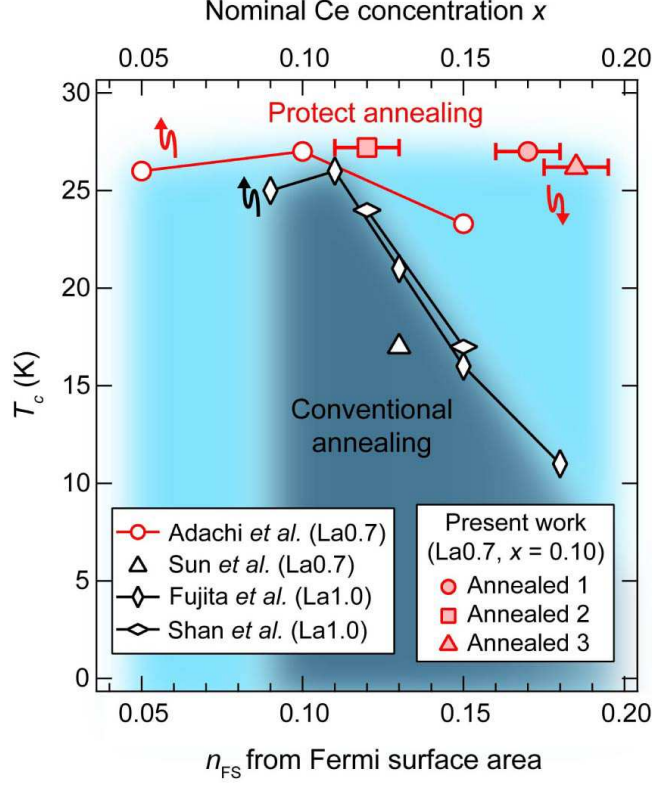 Nominal Ce concentration x
0.05 0.10 0.15 0.20
30
25
20
15
10
5
0
T_c (K)
Protect annealing
Conventional
annealing
Adachi et al. (La0.7)
Sun et al. (La0.7)
Fujita et al. (La1.0)
Shan et al. (La1.0)
Present work
(La0.7, x = 0.10)
Annealed 1
Annealed 2
Annealed 3
0.05 0.10 0.15 0.20
n_FS from Fermi surface area